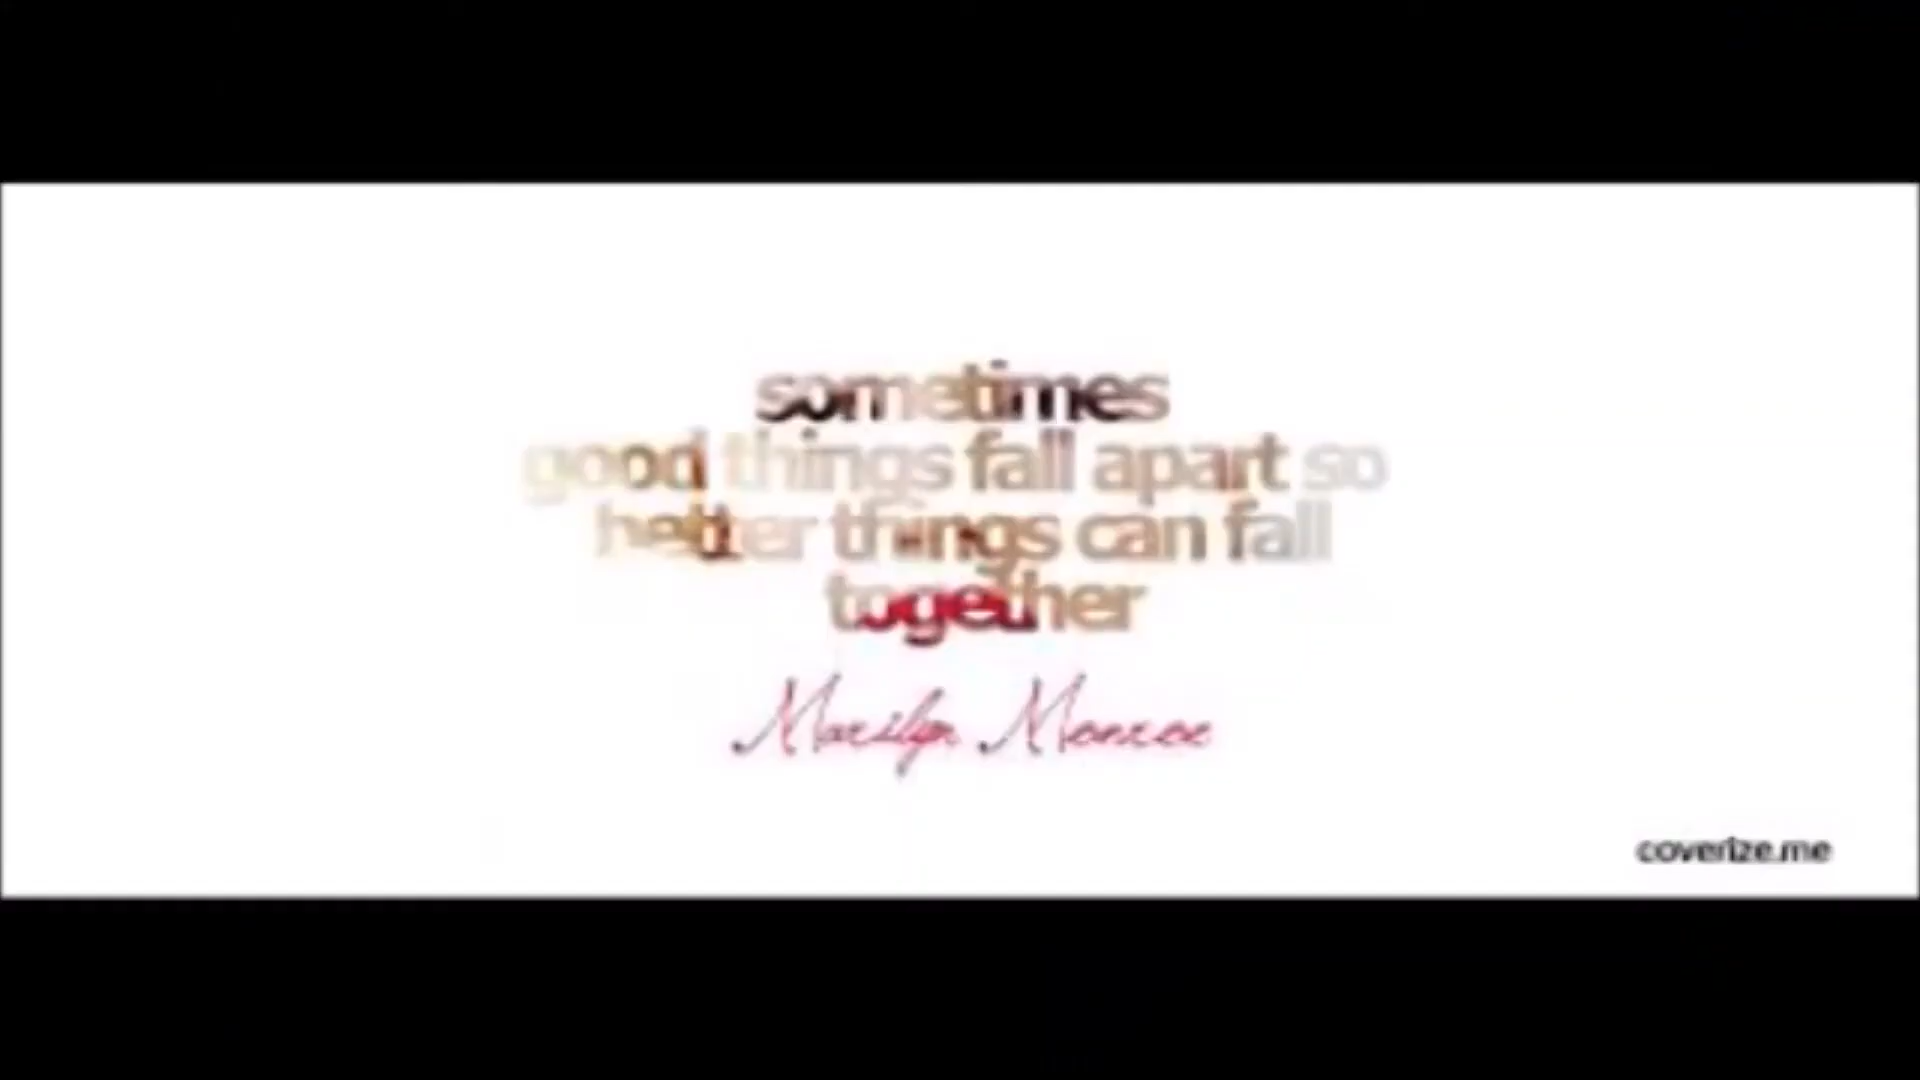 sometimes
good things fall apart so
better things can fall
together
Marilyn Monroe
coverize.me